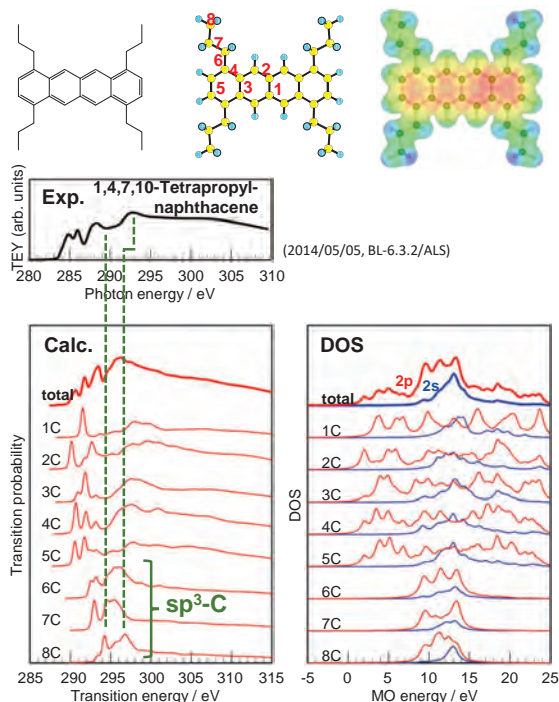 8
7
6
4
2
5
3
1
Exp.
1,4,7,10-Tetrapropyl-
naphthacene
TEY (arb. units)
(2014/05/05, BL-6.3.2/ALS)
280 285 290 295 300 305 310
Photon energy / eV
Calc.
total
1C
2C
3C
4C
5C
6C
7C
8C
sp³-C
Transition probability
285 290 295 300 305 310 315
Transition energy / eV
DOS
2p
2s
total
1C
2C
3C
4C
5C
6C
7C
8C
DOS
-5 0 5 10 15 20 25
MO energy / eV